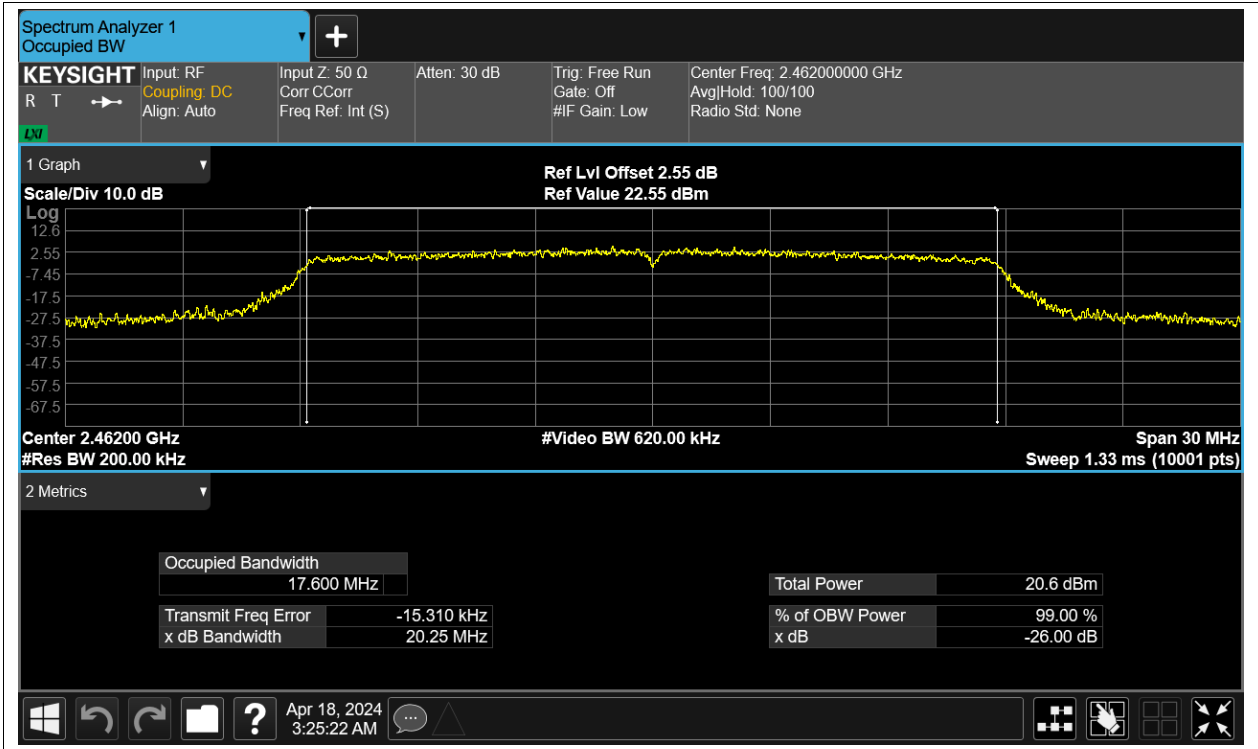 Spectrum Analyzer 1
Occupied BW
KEYSIGHT
R T
LXI
Input: RF
Coupling: DC
Align: Auto
Input Z: 50 Ω
Corr CCorr
Freq Ref: Int (S)
Atten: 30 dB
Trig: Free Run
Gate: Off
#IF Gain: Low
Center Freq: 2.462000000 GHz
Avg|Hold: 100/100
Radio Std: None
1 Graph
Scale/Div 10.0 dB
Ref Lvl Offset 2.55 dB
Ref Value 22.55 dBm
Log
12.6
2.55
-7.45
-17.5
-27.5
-37.5
-47.5
-57.5
-67.5
Center 2.46200 GHz
#Video BW 620.00 kHz
Span 30 MHz
#Res BW 200.00 kHz
Sweep 1.33 ms (10001 pts)
2 Metrics
Occupied Bandwidth
17.600 MHz
Transmit Freq Error -15.310 kHz
x dB Bandwidth 20.25 MHz
Total Power 20.6 dBm
% of OBW Power 99.00 %
x dB -26.00 dB
?
Apr 18, 2024
3:25:22 AM